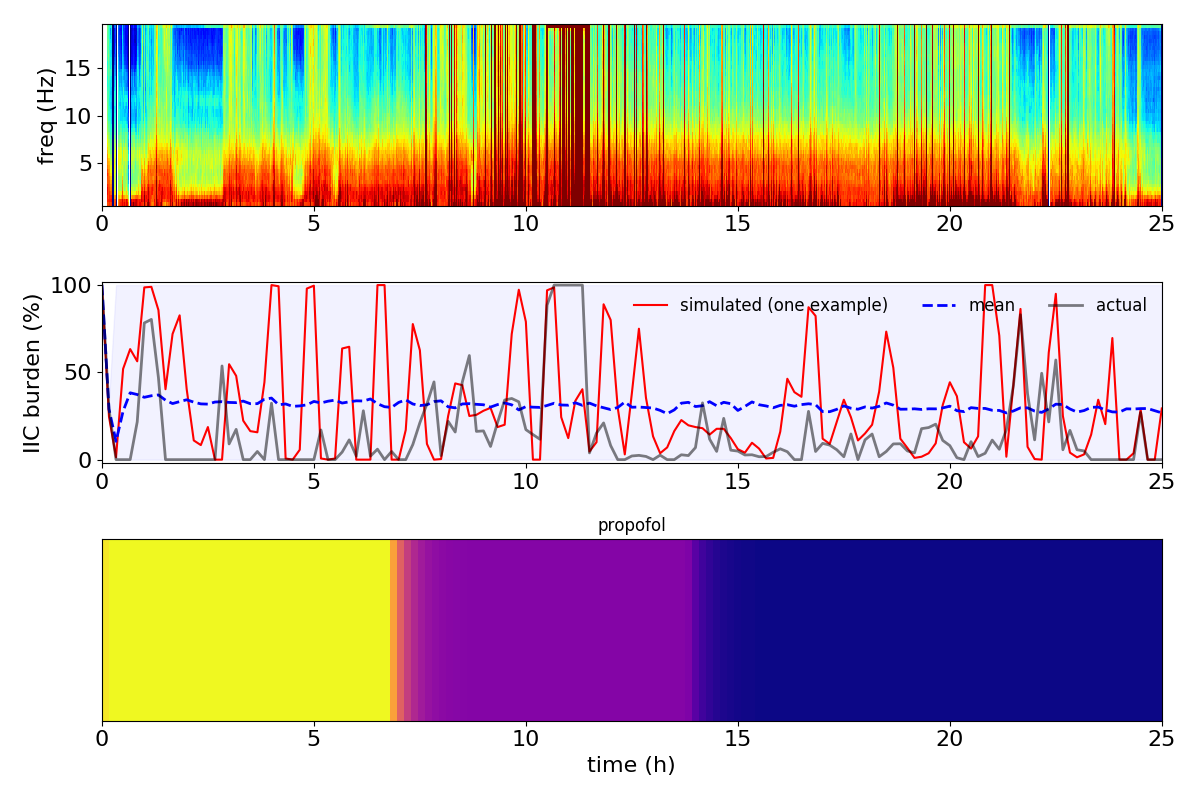 freq (Hz)
15
10
5
0 5 10 15 20 25
IIC burden (%)
100
50
0
simulated (one example) mean actual
0 5 10 15 20 25
propofol
0 5 10 15 20 25
time (h)